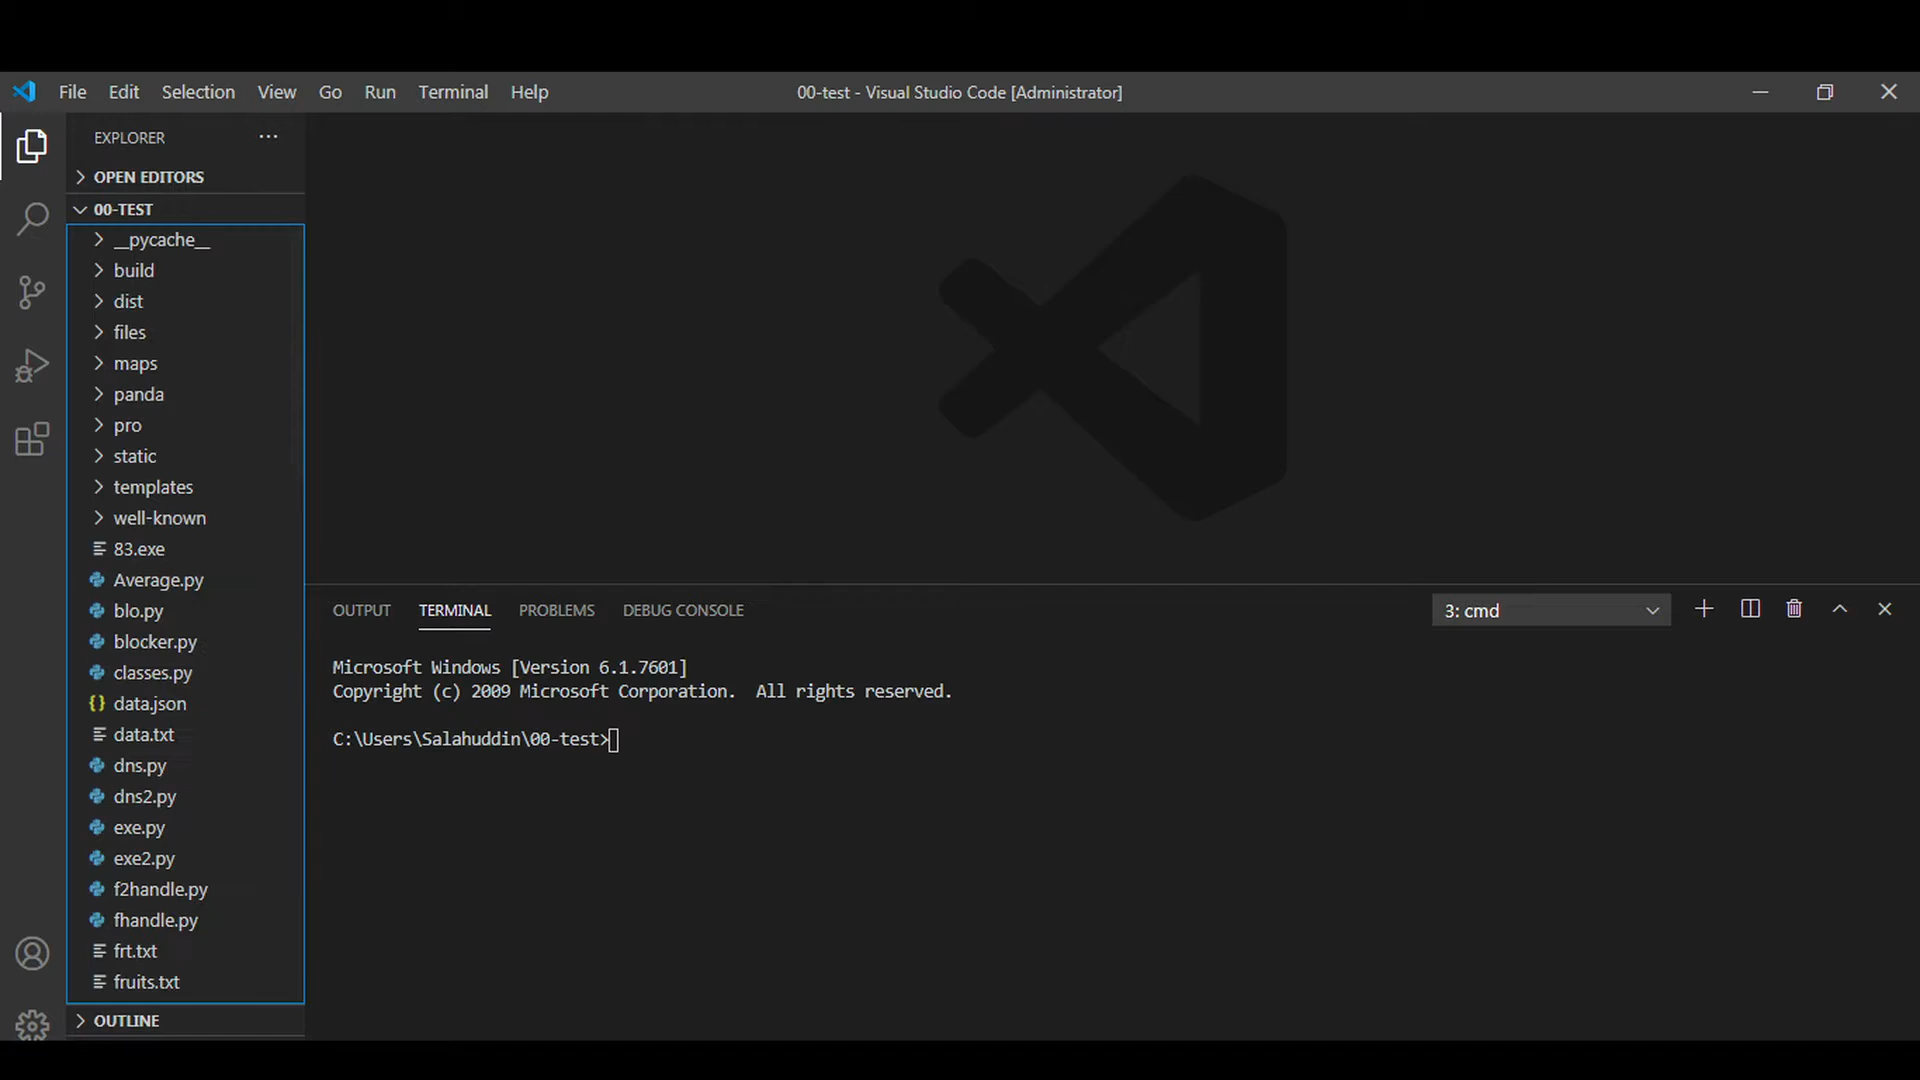 File Edit Selection View Go Run Terminal Help
00-test - Visual Studio Code [Administrator]
EXPLORER
OPEN EDITORS
00-TEST
__pycache__
build
dist
files
maps
panda
pro
static
templates
well-known
83.exe
Average.py
blo.py
blocker.py
classes.py
data.json
data.txt
dns.py
dns2.py
exe.py
exe2.py
f2handle.py
fhandle.py
frt.txt
fruits.txt
OUTLINE
OUTPUT TERMINAL PROBLEMS DEBUG CONSOLE
3: cmd
Microsoft Windows [Version 6.1.7601]
Copyright (c) 2009 Microsoft Corporation.  All rights reserved.
C:\Users\Salahuddin\00-test>